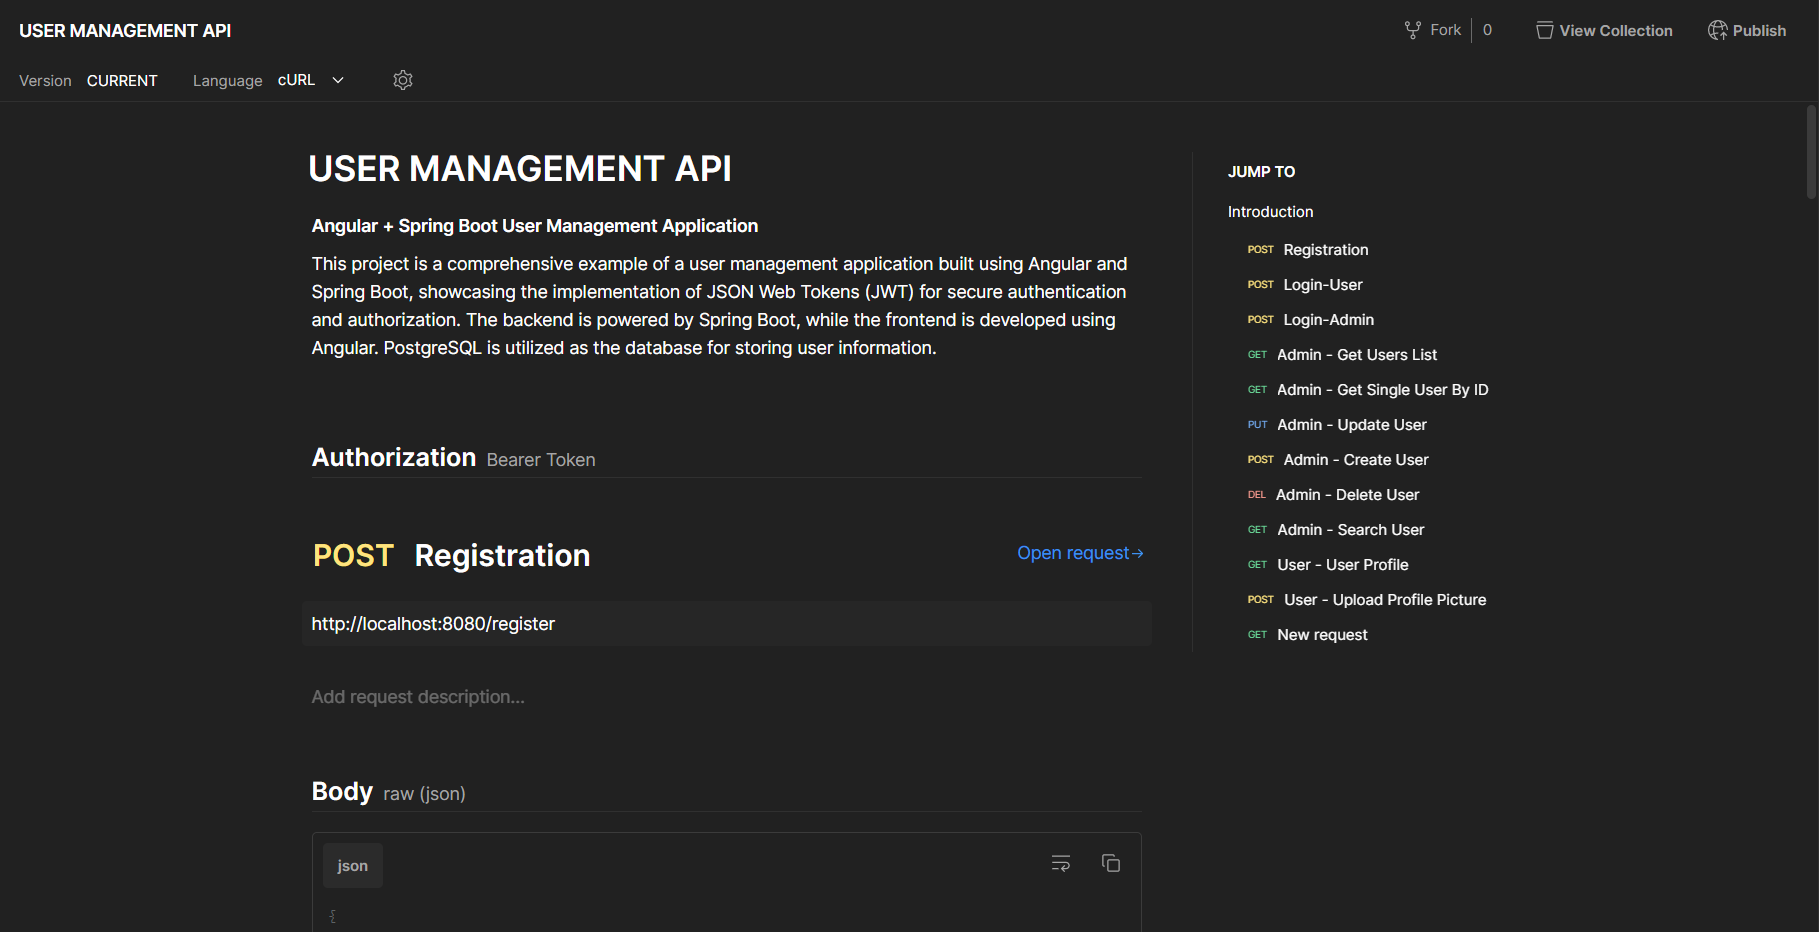 USER MANAGEMENT API
Fork 0
View Collection
Publish
Version CURRENT Language cURL
USER MANAGEMENT API
Angular + Spring Boot User Management Application
This project is a comprehensive example of a user management application built using Angular and
Spring Boot, showcasing the implementation of JSON Web Tokens (JWT) for secure authentication
and authorization. The backend is powered by Spring Boot, while the frontend is developed using
Angular. PostgreSQL is utilized as the database for storing user information.
Authorization Bearer Token
POST Registration
Open request→
http://localhost:8080/register
Add request description...
Body raw (json)
json
{
JUMP TO
Introduction
POST Registration
POST Login-User
POST Login-Admin
GET Admin - Get Users List
GET Admin - Get Single User By ID
PUT Admin - Update User
POST Admin - Create User
DEL Admin - Delete User
GET Admin - Search User
GET User - User Profile
POST User - Upload Profile Picture
GET New request